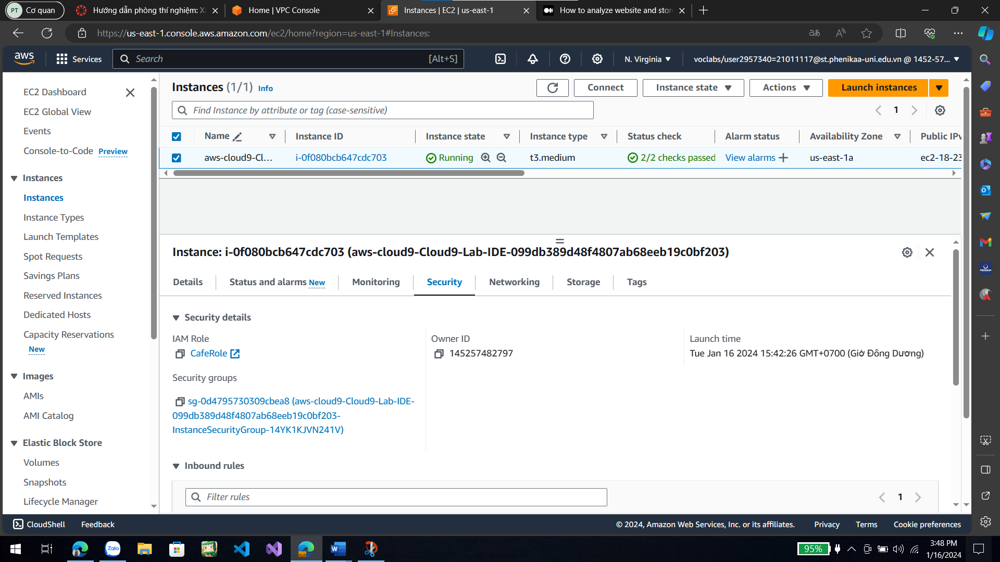 PT Cơ quan
Hướng dẫn phòng thí nghiệm:
Home | VPC Console
Instances | EC2 | us-east-1
How to analyze website and stor
https://us-east-1.console.aws.amazon.com/ec2/home?region=us-east-1#Instances:
aws
Services
Search
[Alt+S]
N. Virginia
voclabs/user2957340=21011117@st.phenikaa-uni.edu.vn @ 1452-57...
EC2 Dashboard
EC2 Global View
Events
Console-to-Code Preview
Instances
Instances
Instance Types
Launch Templates
Spot Requests
Savings Plans
Reserved Instances
Dedicated Hosts
Capacity Reservations
New
Images
AMIs
AMI Catalog
Elastic Block Store
Volumes
Snapshots
Lifecycle Manager
Instances (1/1) Info
Connect
Instance state
Actions
Launch instances
Find Instance by attribute or tag (case-sensitive)
1
Name
Instance ID
Instance state
Instance type
Status check
Alarm status
Availability Zone
Public IPv
aws-cloud9-Cl...
i-0f080bcb647cdc703
Running
t3.medium
2/2 checks passed
View alarms
us-east-1a
ec2-18-23
Instance: i-0f080bcb647cdc703 (aws-cloud9-Cloud9-Lab-IDE-099db389d48f4807ab68eeb19c0bf203)
Details
Status and alarms New
Monitoring
Security
Networking
Storage
Tags
Security details
IAM Role
CafeRole
Owner ID
145257482797
Launch time
Tue Jan 16 2024 15:42:26 GMT+0700 (Giờ Đông Dương)
Security groups
sg-0d4795730309cbea8 (aws-cloud9-Cloud9-Lab-IDE-
099db389d48f4807ab68eeb19c0bf203-
InstanceSecurityGroup-14YK1KJVN241V)
Inbound rules
Filter rules
1
CloudShell
Feedback
© 2024, Amazon Web Services, Inc. or its affiliates.
Privacy
Terms
Cookie preferences
Zalo
95%
3:48 PM
1/16/2024